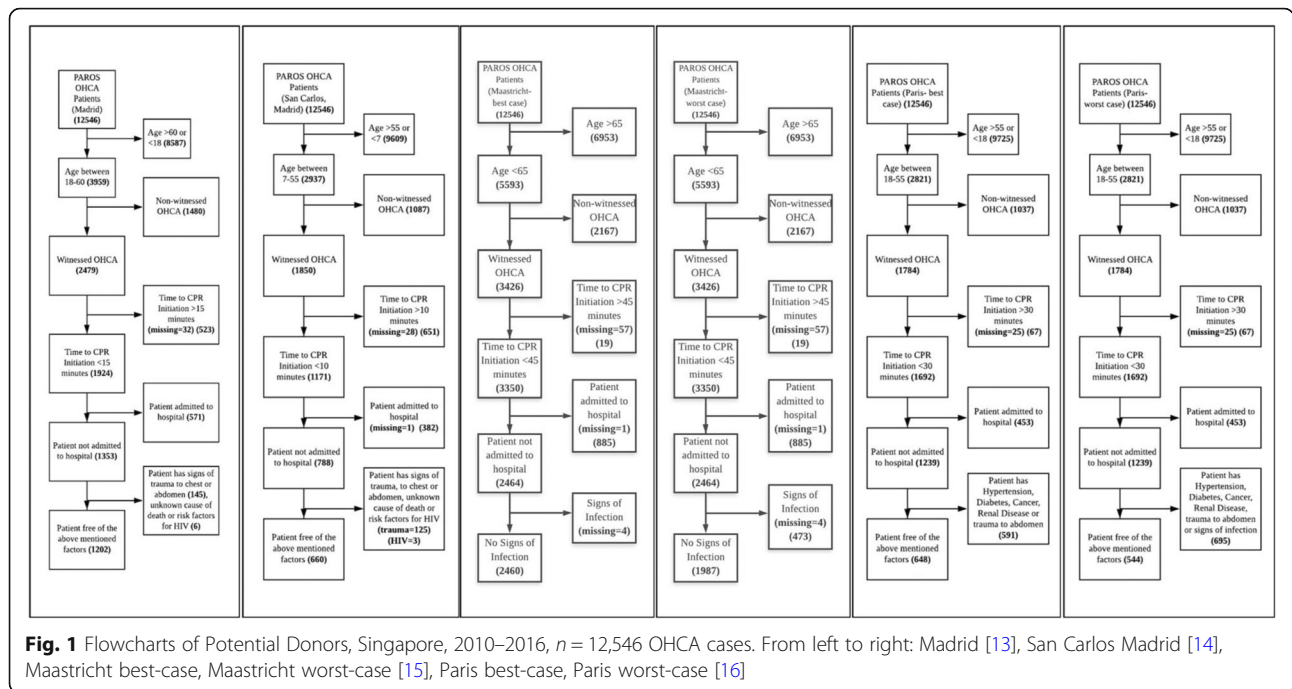 PAROS
OHCA
Patients
(Madrid)
(12546)
Age >60 or
<18 (8587)
Age between
18-60 (3959)
Non-witnessed
OHCA (1480)
Witnessed OHCA
(2479)
Time to CPR
Initiation >15
minutes
(missing=32) (523)
Time to CPR
Initiation <15
minutes (1924)
Patient admitted to
hospital (571)
Patient not admitted
to hospital (1353)
Patient has signs of
trauma to chest or
abdomen (145),
unknown cause of
death or risk factors
for HIV (6)
Patient free of the
above mentioned
factors (1202)
PAROS OHCA
Patients
(San Carlos,
Madrid) (12546)
Age >55 or
<7 (9609)
Age between
7-55 (2937)
Non-witnessed
OHCA (1087)
Witnessed OHCA
(1850)
Time to CPR
Initiation >10
minutes
(missing=28) (651)
Time to CPR
Initiation <10
minutes (1171)
Patient admitted to
hospital
(missing=1) (382)
Patient not admitted
to hospital (788)
Patient has signs of
trauma, to chest or
abdomen, unknown
cause of death or
risk factors for HIV
(trauma=125)
(HIV=3)
Patient free of the
above mentioned
factors (660)
PAROS OHCA
Patients
(Maastricht-
best case)
(12546)
Age >65
(6953)
Age <65
(5593)
Non-witnessed
OHCA
(2167)
Witnessed
OHCA
(3426)
Time to CPR
Initiation >45
minutes
(missing=57)
(19)
Time to CPR
Initiation <45
minutes
(3350)
Patient
admitted to
hospital
(missing=1)
(885)
Patient not
admitted to
hospital
(2464)
Signs of
Infection
(missing=4)
No Signs of
Infection
(2460)
PAROS OHCA
Patients
(Maastricht-
worst case)
(12546)
Age >65
(6953)
Age <65
(5593)
Non-witnessed
OHCA
(2167)
Witnessed
OHCA
(3426)
Time to CPR
Initiation >45
minutes
(missing=57)
(19)
Time to CPR
Initiation <45
minutes
(3350)
Patient
admitted to
hospital
(missing=1)
(885)
Patient not
admitted to
hospital
(2464)
Signs of
Infection
(missing=4)
(473)
No Signs of
Infection
(1987)
PAROS OHCA
Patients (Paris- best
case) (12546)
Age >55 or
<18 (9725)
Age between
18-55 (2821)
Non-witnessed
OHCA (1037)
Witnessed OHCA
(1784)
Time to CPR
Initiation >30
minutes
(missing=25) (67)
Time to CPR
Initiation <30
minutes (1692)
Patient admitted to
hospital (453)
Patient not admitted
to hospital (1239)
Patient has
Hypertension,
Diabetes, Cancer,
Renal Disease or
trauma to abdomen
(591)
Patient free of the
above mentioned
factors (648)
PAROS OHCA
Patients (Paris-
worst case) (12546)
Age >55 or
<18 (9725)
Age between
18-55 (2821)
Non-witnessed
OHCA (1037)
Witnessed OHCA
(1784)
Time to CPR
Initiation >30
minutes
(missing=25) (67)
Time to CPR
Initiation <30
minutes (1692)
Patient admitted to
hospital (453)
Patient not admitted
to hospital (1239)
Patient has
Hypertension,
Diabetes, Cancer,
Renal Disease,
trauma to abdomen
or signs of infection
(695)
Patient free of the
above mentioned
factors (544)
Fig. 1 Flowcharts of Potential Donors, Singapore, 2010–2016, n = 12,546 OHCA cases. From left to right: Madrid [13], San Carlos Madrid [14],
Maastricht best-case, Maastricht worst-case [15], Paris best-case, Paris worst-case [16]